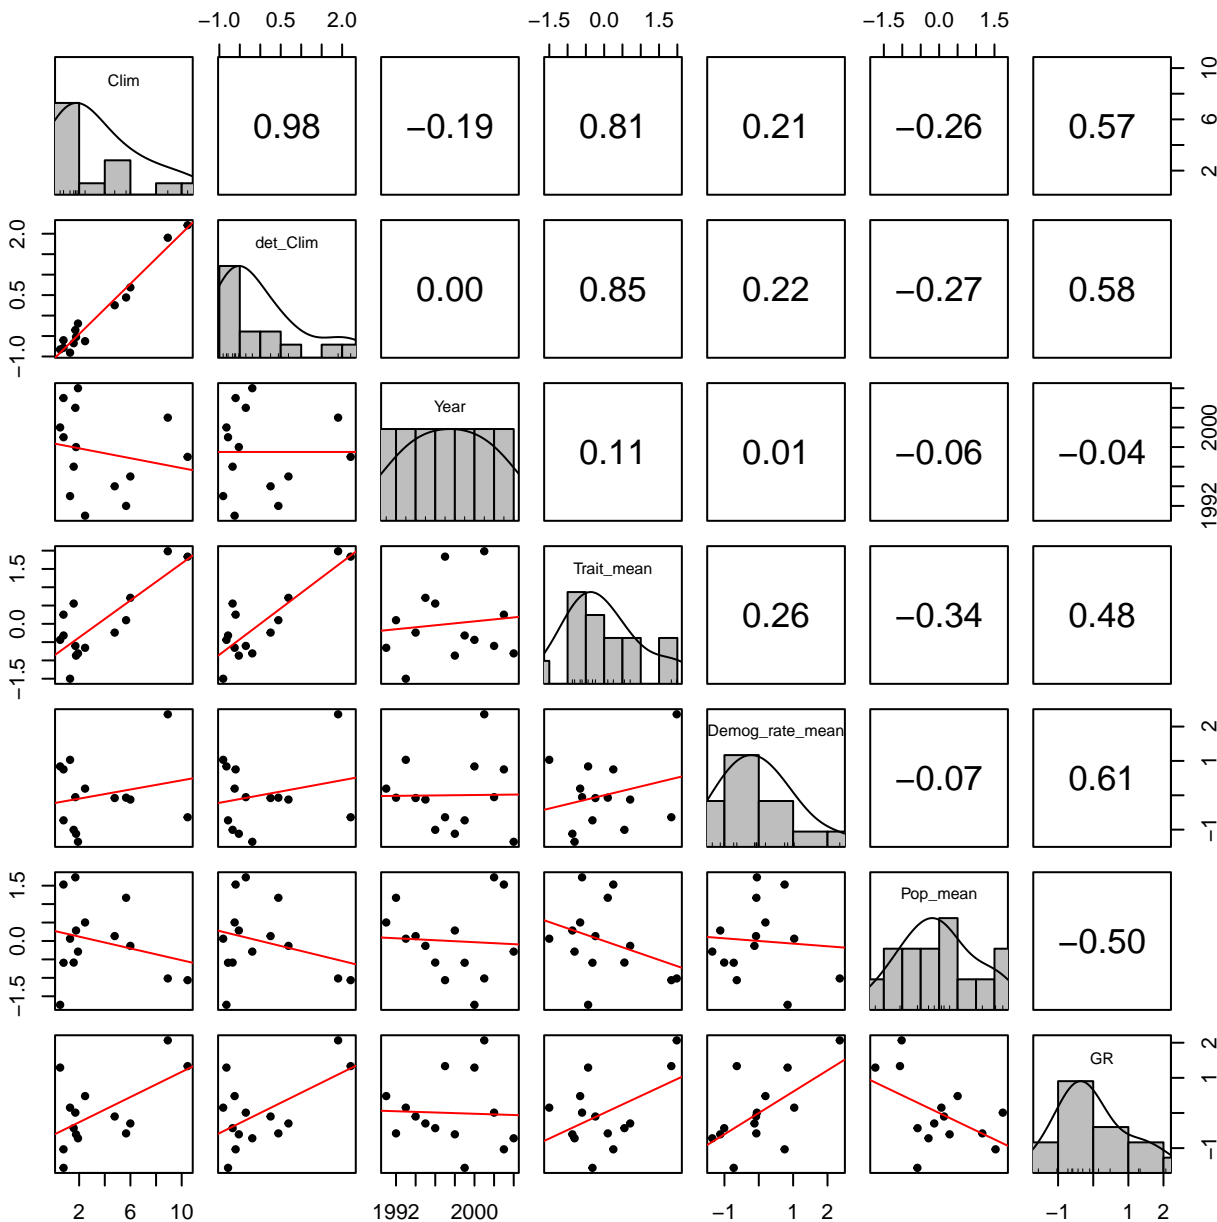 −1.0 0.5 2.0 −1.5 0.0 1.5 −1.5 0.0 1.5
Clim 0.98 −0.19 0.81 0.21 −0.26 0.57 2 6 10
−1.0 0.5 2.0 det_Clim 0.00 0.85 0.22 −0.27 0.58
Year 0.11 0.01 −0.06 −0.04 1992 2000
−1.5 0.0 1.5 Trait_mean 0.26 −0.34 0.48
Demog_rate_mean −0.07 0.61 −1 1 2
−1.5 0.0 1.5 Pop_mean −0.50
GR −1 1 2
2 6 10 1992 2000 −1 1 2 −1 1 2